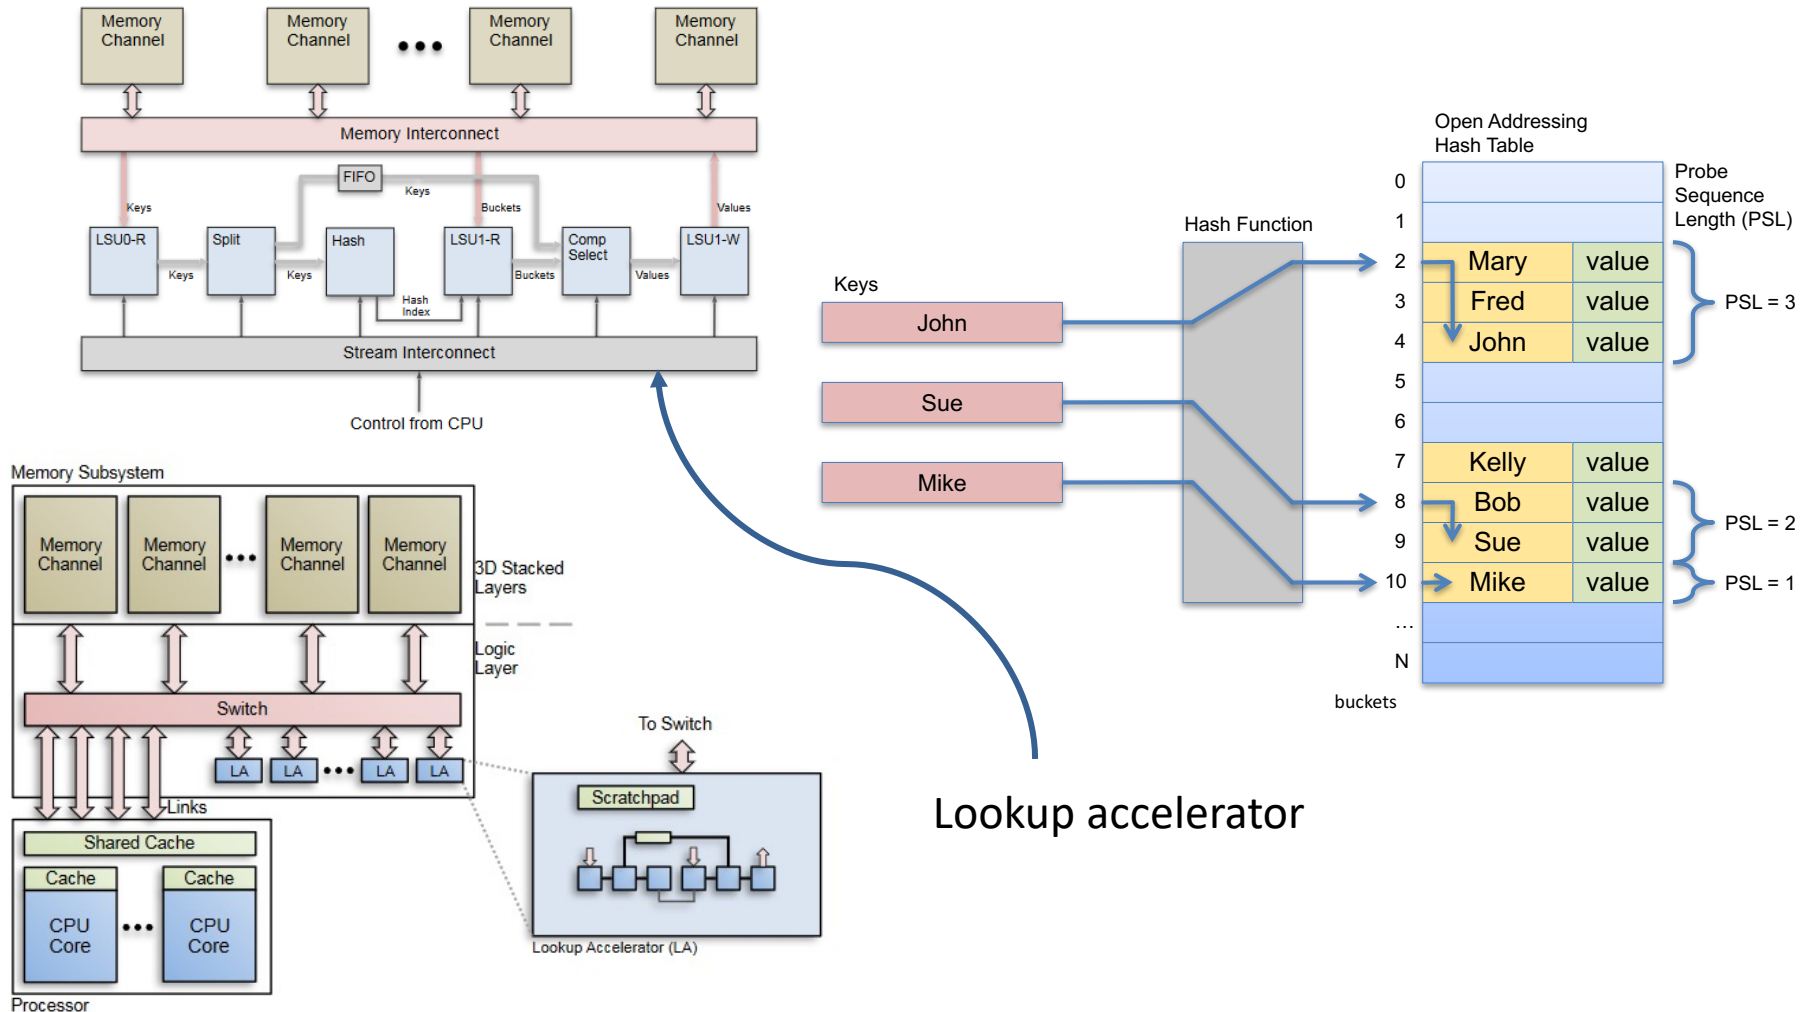 Memory
Channel
Memory
Channel
Memory
Channel
Memory
Channel
Memory Interconnect
FIFO
Keys
Keys
Buckets
Values
LSU0-R
Split
Hash
LSU1-R
Comp
Select
LSU1-W
Keys
Keys
Buckets
Values
Hash
Index
Stream Interconnect
Control from CPU
Memory Subsystem
Memory
Channel
Memory
Channel
Memory
Channel
Memory
Channel
3D Stacked
Layers
Logic
Layer
Switch
LA
LA
LA
LA
Links
Shared Cache
Cache
Cache
CPU
Core
CPU
Core
Processor
To Switch
Scratchpad
Lookup Accelerator (LA)
Lookup accelerator
Keys
John
Sue
Mike
Hash Function
Open Addressing
Hash Table
Probe
Sequence
Length (PSL)
0
1
2 Mary value
3 Fred value
4 John value
5
6
7 Kelly value
8 Bob value
9 Sue value
10 Mike value
...
N
buckets
PSL = 3
PSL = 2
PSL = 1